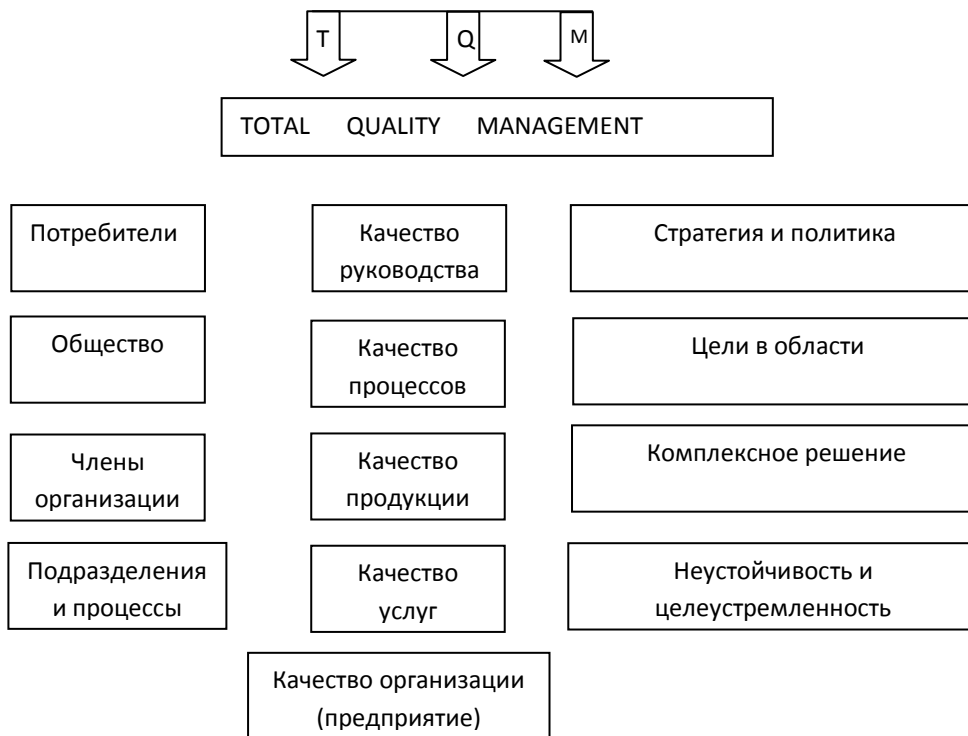 T Q M
TOTAL QUALITY MANAGEMENT
Потребители
Качество
руководства
Стратегия и политика
Общество
Качество
процессов
Цели в области
Члены
организации
Качество
продукции
Комплексное решение
Подразделения
и процессы
Качество
услуг
Неустойчивость и
целеустремленность
Качество организации
(предприятие)